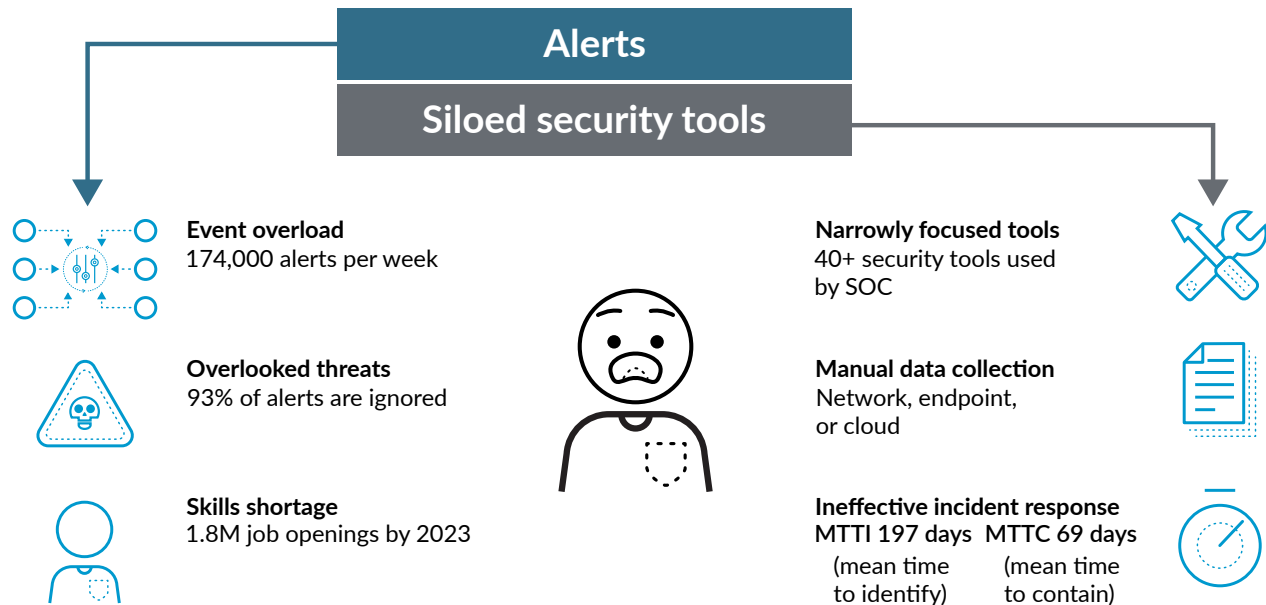 Alerts
Siloed security tools
Event overload
174,000 alerts per week
Overlooked threats
93% of alerts are ignored
Skills shortage
1.8M job openings by 2023
Narrowly focused tools
40+ security tools used
by SOC
Manual data collection
Network, endpoint,
or cloud
Ineffective incident response
MTTI 197 days MTTC 69 days
(mean time (mean time
to identify) to contain)